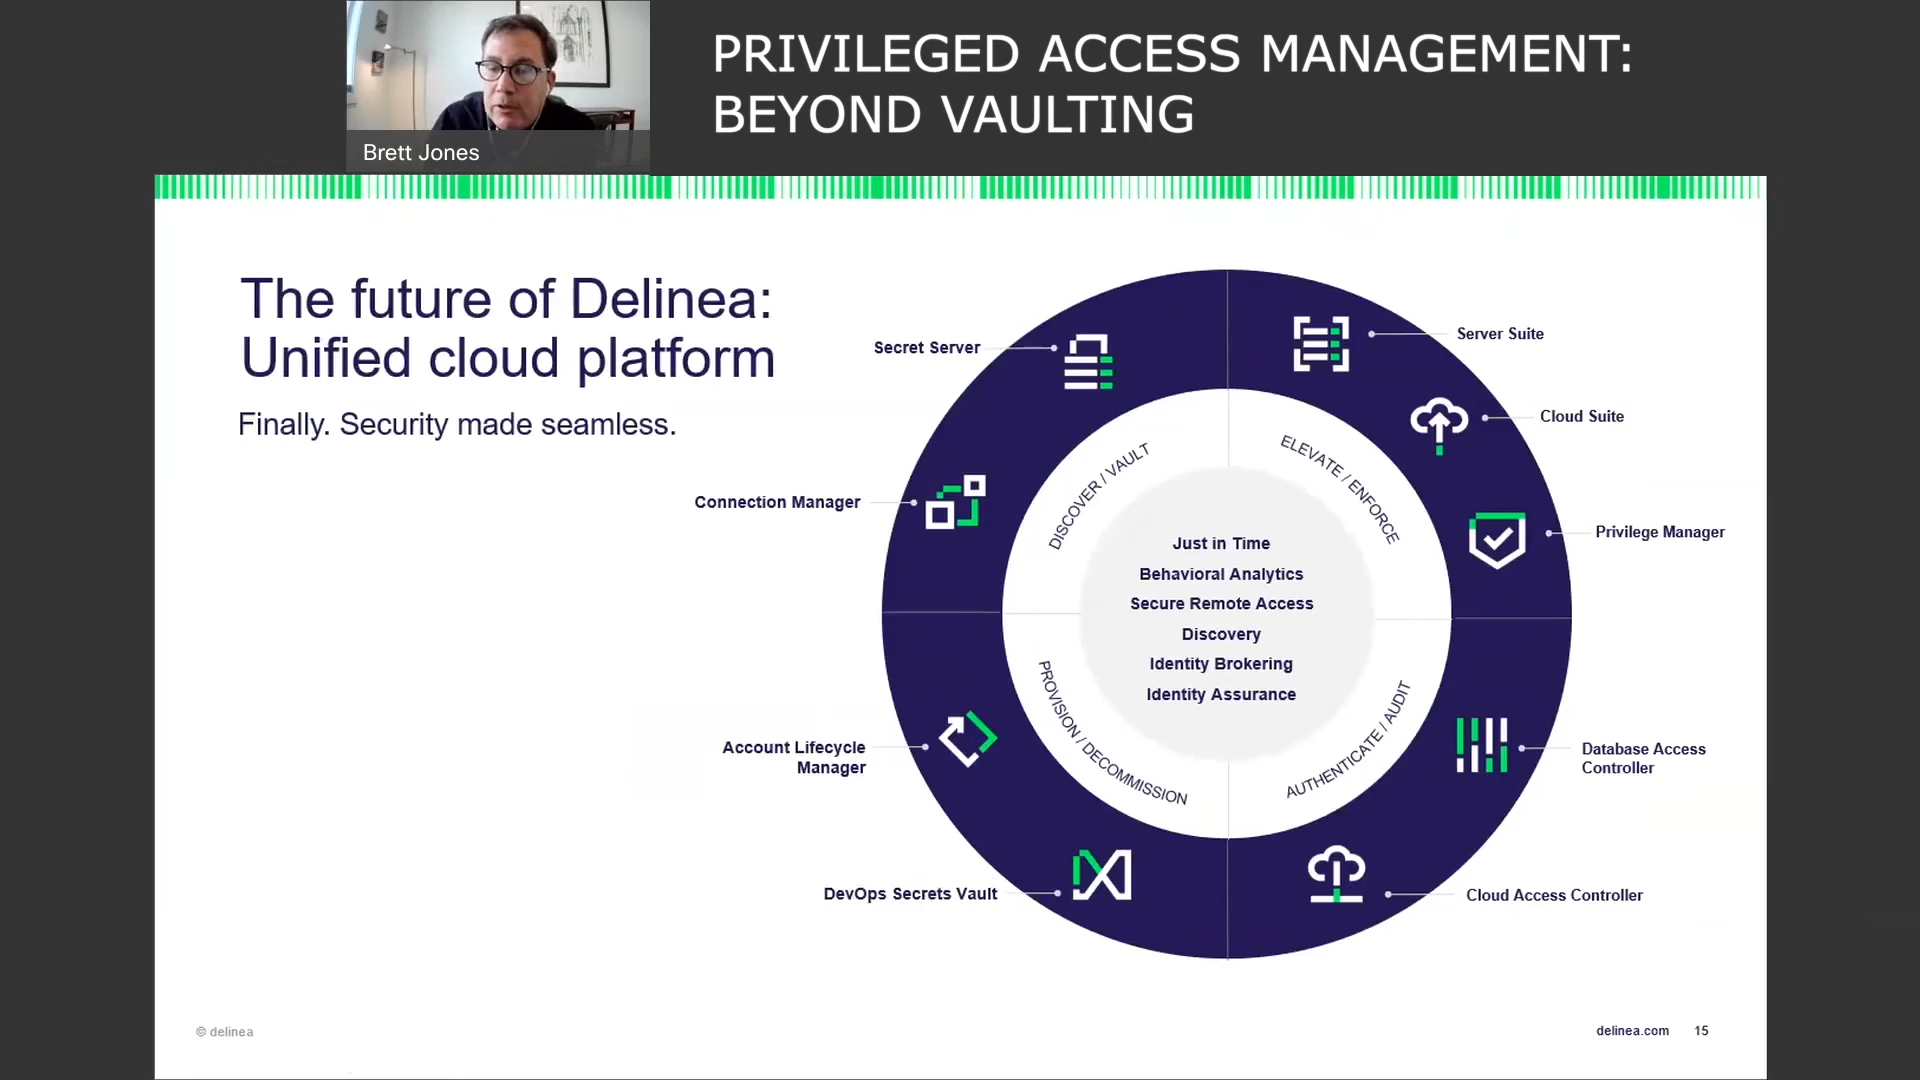 PRIVILEGED ACCESS MANAGEMENT:
BEYOND VAULTING
Brett Jones
The future of Delinea:
Unified cloud platform
Finally. Security made seamless.
Secret Server
Server Suite
Cloud Suite
Connection Manager
Privilege Manager
DISCOVER / VAULT
ELEVATE / ENFORCE
Just in Time
Behavioral Analytics
Secure Remote Access
Discovery
Identity Brokering
Identity Assurance
PROVISION / DECOMMISSION
AUTHENTICATE / AUDIT
Account Lifecycle
Manager
Database Access
Controller
DevOps Secrets Vault
Cloud Access Controller
© delinea
delinea.com 15